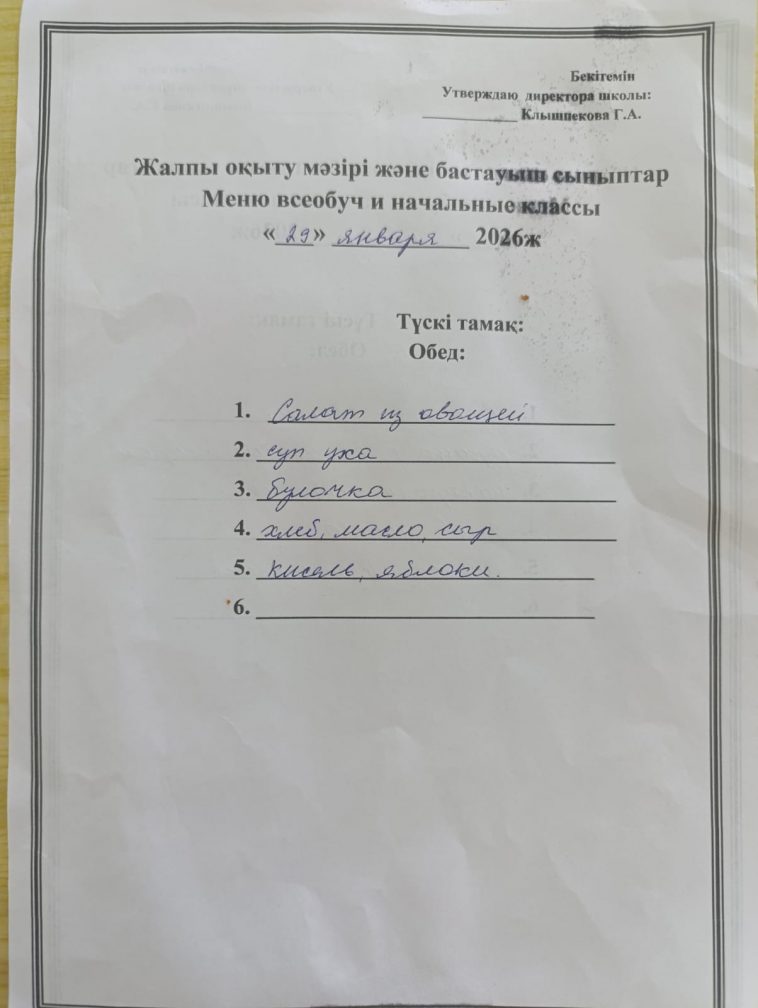 Бекітемін
Утверждаю директора школы:
____________ Клышпекова Г.А.
Жалпы оқыту мәзірі және бастауыш сыныптар
Меню всеобуч и начальные классы
«29» января 2026ж
Түскі тамақ:
Обед:
1. Салат из овощей
2. суп уха
3. булочка
4. хлеб, масло, сыр
5. кисель, яблоки.
6.